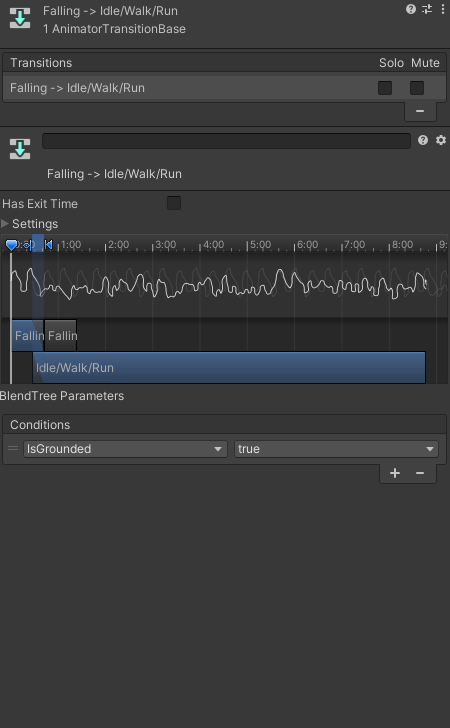 Falling -> Idle/Walk/Run
1 AnimatorTransitionBase
Transitions Solo Mute
Falling -> Idle/Walk/Run
Falling -> Idle/Walk/Run
Has Exit Time
Settings
1:00 2:00 3:00 4:00 5:00 6:00 7:00 8:00 9:
Fallin Fallin
Idle/Walk/Run
BlendTree Parameters
Conditions
IsGrounded true